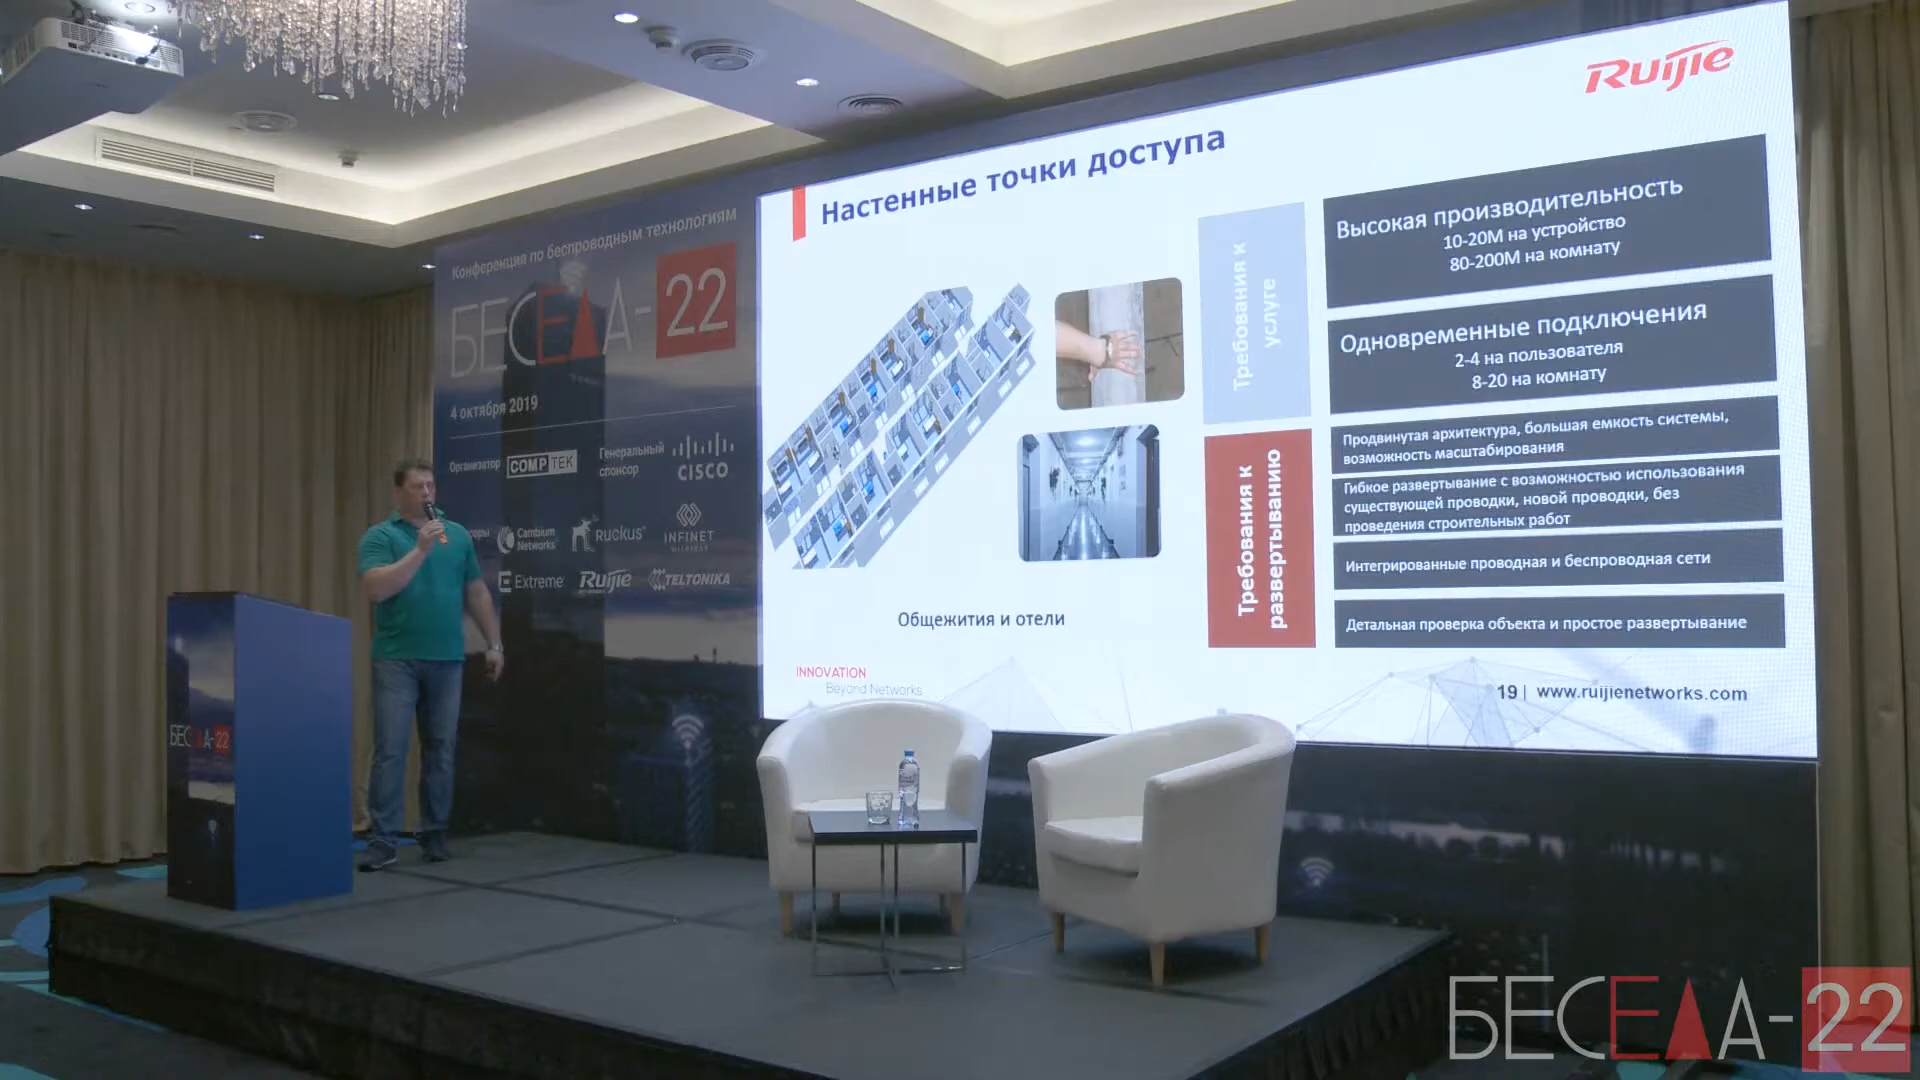 Конференция по беспроводным технологиям
БЕСЕДА-22
4 октября 2019
Организатор
COMPTEK
Генеральный
спонсор
CISCO
Cambium
Networks
Ruckus
INFINET
WIRELESS
Extreme
Ruijie
TELTONIKA
БЕСЕДА-22
Ruijie
Настенные точки доступа
Общежития и отели
Требования к
услуге
Высокая производительность
10-20М на устройство
80-200М на комнату
Одновременные подключения
2-4 на пользователя
8-20 на комнату
Требования к
развертыванию
Продвинутая архитектура, большая емкость системы,
возможность масштабирования
Гибкое развертывание с возможностью использования
существующей проводки, новой проводки, без
проведения строительных работ
Интегрированные проводная и беспроводная сети
Детальная проверка объекта и простое развертывание
INNOVATION
Beyond Networks
19 | www.ruijienetworks.com
БЕСЕДА-22